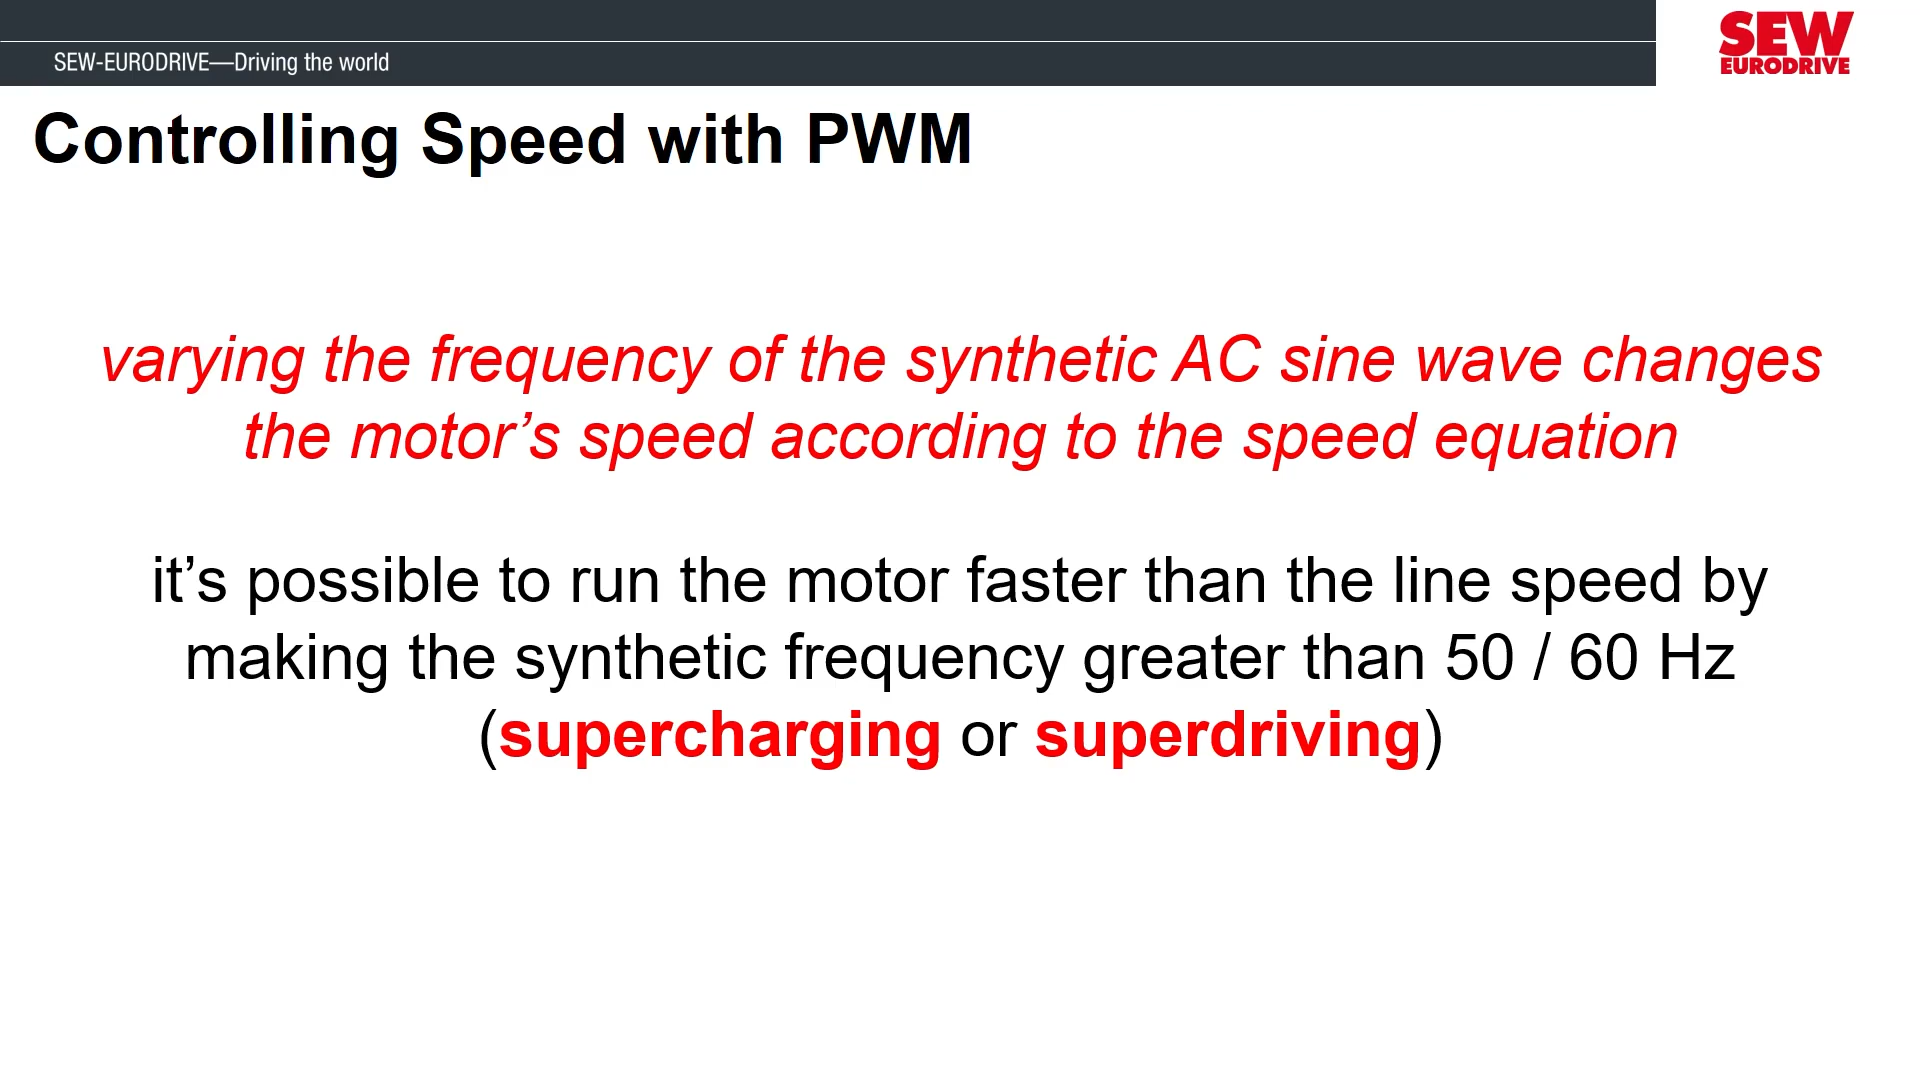 SEW-EURODRIVE—Driving the world
SEW
EURODRIVE
Controlling Speed with PWM
varying the frequency of the synthetic AC sine wave changes
the motor’s speed according to the speed equation
it’s possible to run the motor faster than the line speed by
making the synthetic frequency greater than 50 / 60 Hz
(supercharging or superdriving)